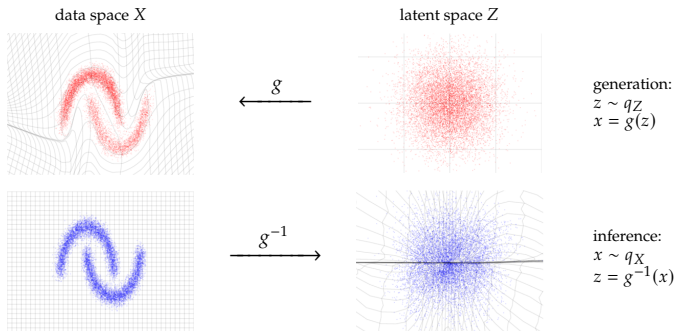 data space X
latent space Z
g
generation:
z ∼ q_Z
x = g(z)
g⁻¹
inference:
x ∼ q_X
z = g⁻¹(x)